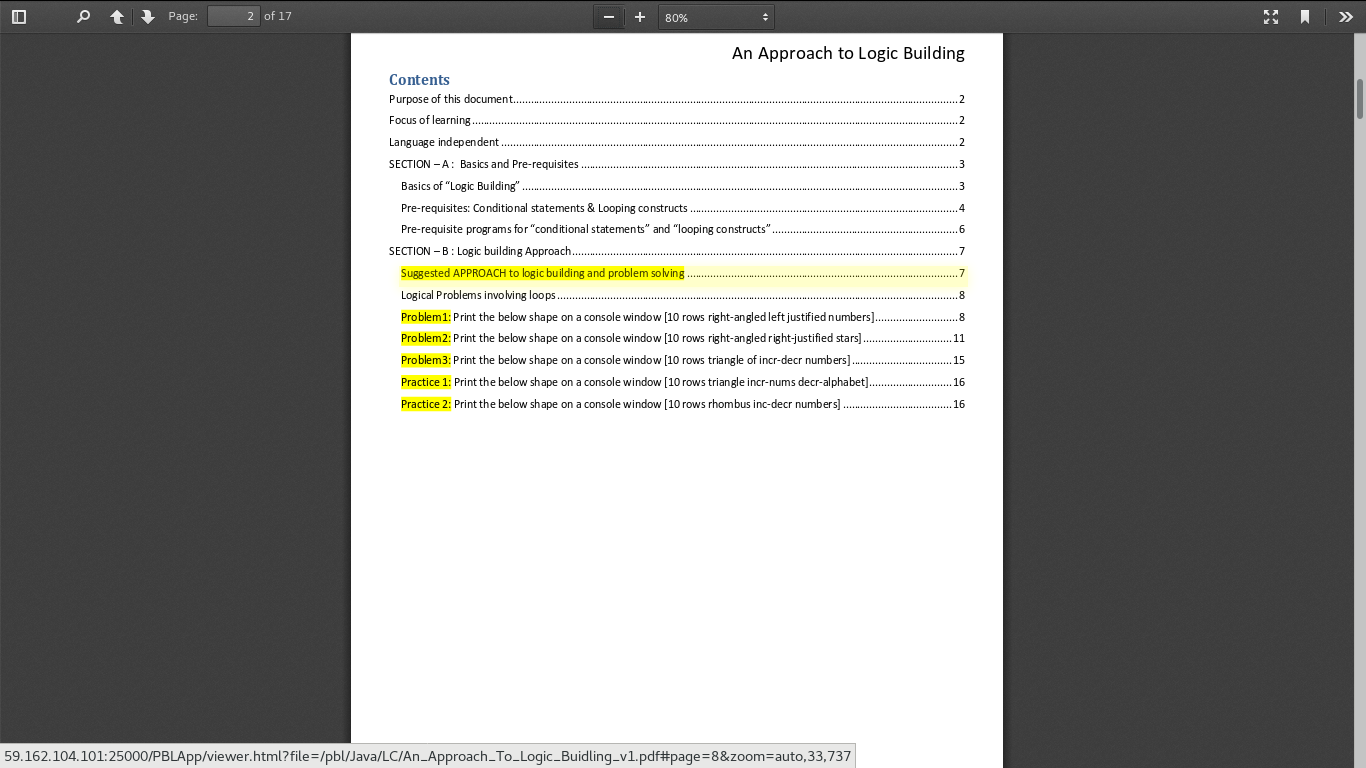 Page: 2 of 17 80%
An Approach to Logic Building
Contents
Purpose of this document........................................................................................................................................................2
Focus of learning........................................................................................................................................................2
Language independent........................................................................................................................................................2
SECTION – A : Basics and Pre-requisites........................................................................................................................................................3
Basics of “Logic Building”........................................................................................................................................................3
Pre-requisites: Conditional statements & Looping constructs........................................................................................4
Pre-requisite programs for “conditional statements” and “looping constructs”..............................................................6
SECTION – B : Logic building Approach................................................................................................................................7
Suggested APPROACH to logic building and problem solving..........................................................................................7
Logical Problems involving loops........................................................................................................................................8
Problem1: Print the below shape on a console window [10 rows right-angled left justified numbers]............................8
Problem2: Print the below shape on a console window [10 rows right-angled right-justified stars]................................11
Problem3: Print the below shape on a console window [10 rows triangle of incr-decr numbers]..................................15
Practice 1: Print the below shape on a console window [10 rows triangle incr-nums decr-alphabet]............................16
Practice 2: Print the below shape on a console window [10 rows rhombus inc-decr numbers]....................................16
59.162.104.101:25000/PBLApp/viewer.html?file=/pbl/Java/LC/An_Approach_To_Logic_Buidling_v1.pdf#page=8&zoom=auto,33,737